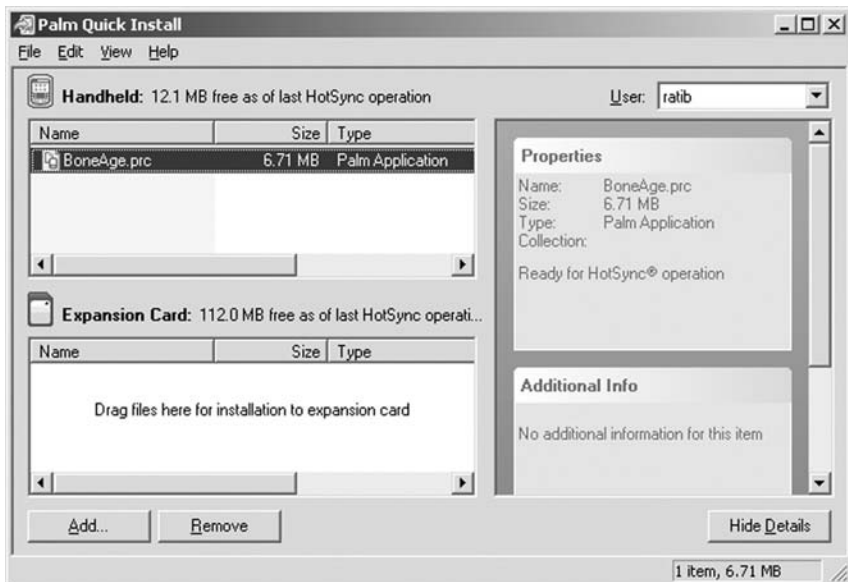 Palm Quick Install
File Edit View Help
Handheld: 12.1 MB free as of last HotSync operation
User: ratib
Name Size Type
BoneAge.prc 6.71 MB Palm Application
Expansion Card: 112.0 MB free as of last HotSync operati...
Name Size Type
Drag files here for installation to expansion card
Add... Remove
Properties
Name: BoneAge.prc
Size: 6.71 MB
Type: Palm Application
Collection:
Ready for HotSync® operation
Additional Info
No additional information for this item
Hide Details
1 item, 6.71 MB